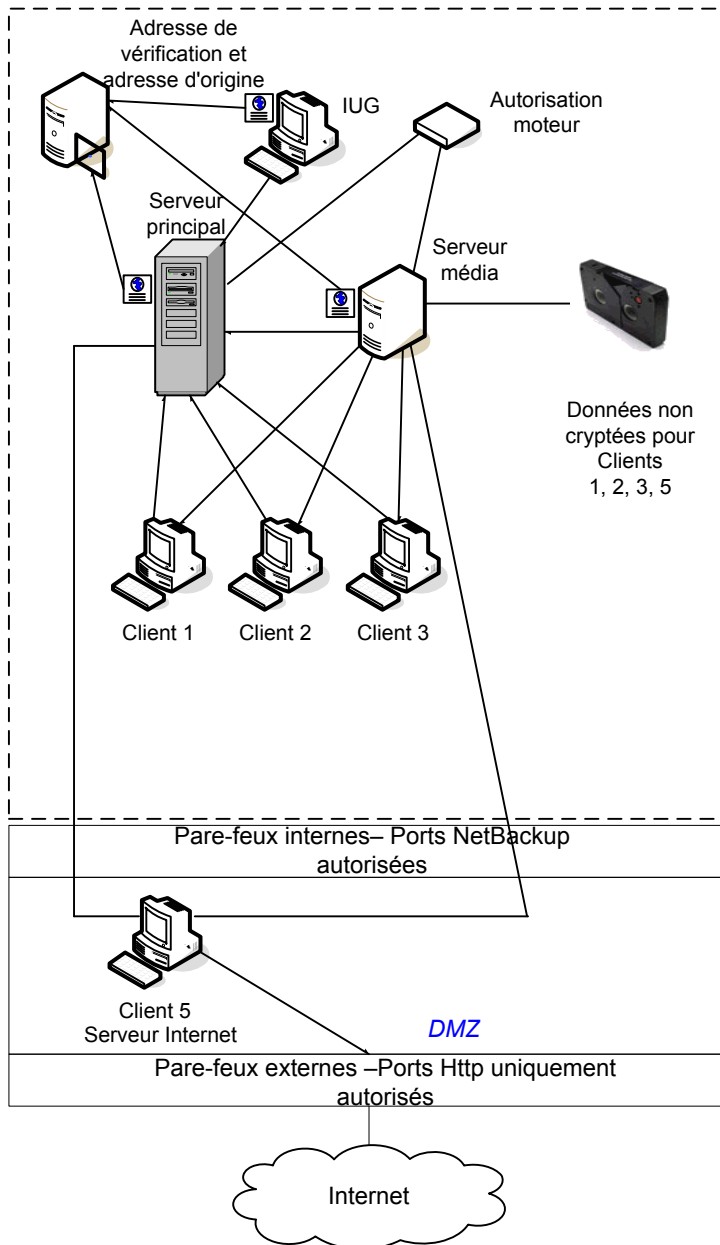 Adresse de
vérification et
adresse d'origine
IUG
Autorisation
moteur
Serveur
principal
Serveur
média
Données non
cryptées pour
Clients
1, 2, 3, 5
Client 1
Client 2
Client 3
Pare-feux internes– Ports NetBackup
autorisées
Client 5
Serveur Internet
DMZ
Pare-feux externes –Ports Http uniquement
autorisés
Internet